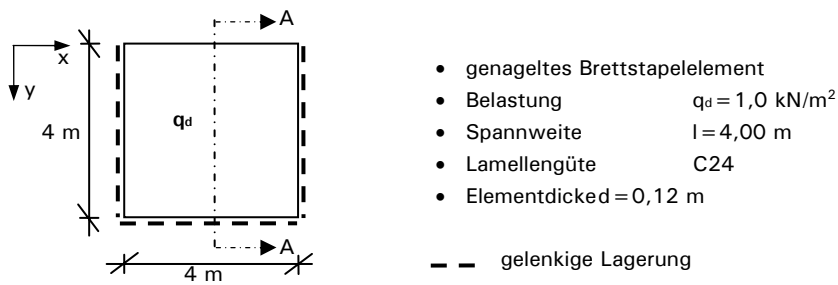 A
x
y
4 m
qd
A
4 m
• genageltes Brettstapelelement
• Belastung qd = 1,0 kN/m²
• Spannweite l = 4,00 m
• Lamellengüte C24
• Elementdicked = 0,12 m
gelenkige Lagerung